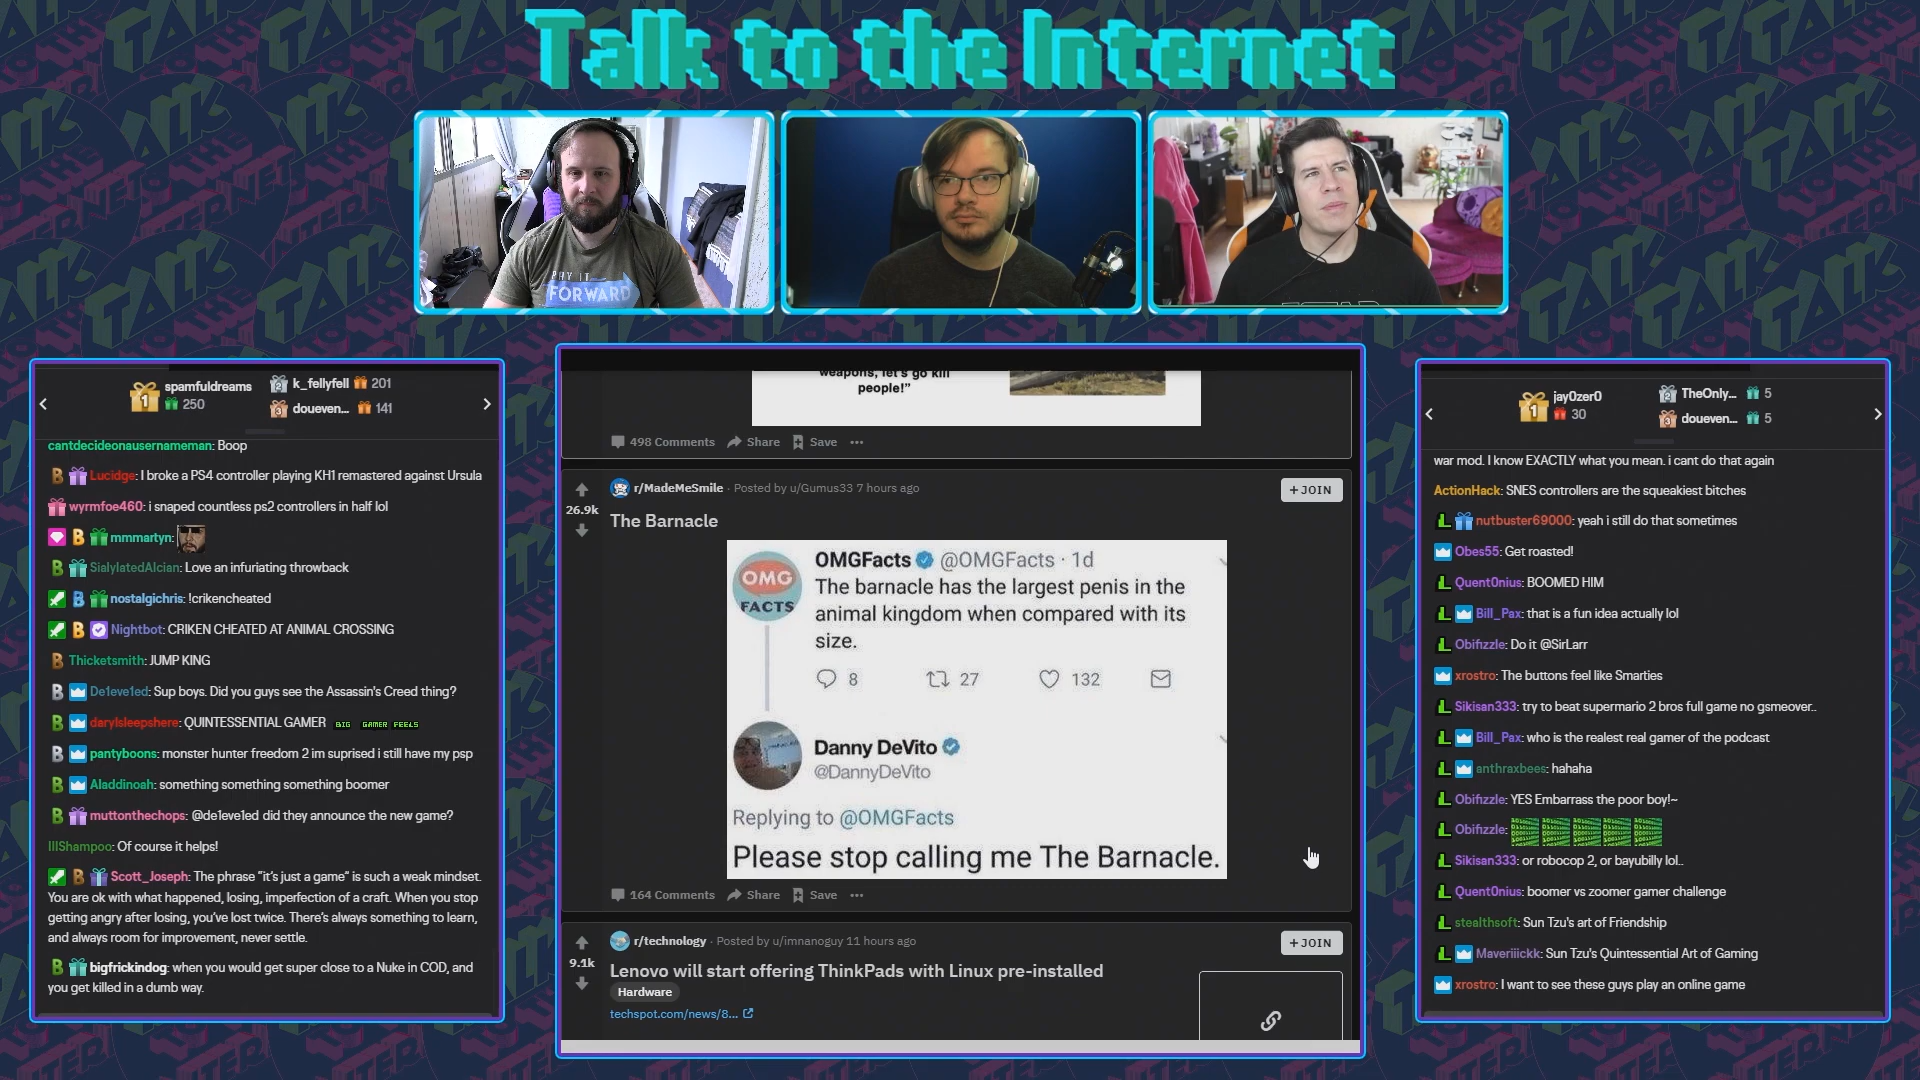 Talk to the Internet
PAY IT
FORWARD
spamfuldreams
250
k_fellyfell 201
doueven... 141
cantdecideonausernameman: Boop
Lucidge: I broke a PS4 controller playing KH1 remastered against Ursula
wyrmfoe460: i snaped countless ps2 controllers in half lol
mmmartyn:
SialylatedAlcian: Love an infuriating throwback
nostalgichris: !crikencheated
Nightbot: CRIKEN CHEATED AT ANIMAL CROSSING
Thicketsmith: JUMP KING
De1eve1ed: Sup boys. Did you guys see the Assassin's Creed thing?
darylsleepshere: QUINTESSENTIAL GAMER BIG GAMER FEELS
pantyboons: monster hunter freedom 2 im suprised i still have my psp
Aladdinoah: something something something boomer
muttonthechops: @de1eve1ed did they announce the new game?
IllShampoo: Of course it helps!
Scott_Joseph: The phrase "it's just a game" is such a weak mindset.
You are ok with what happened, losing, imperfection of a craft. When you stop
getting angry after losing, you've lost twice. There's always something to learn,
and always room for improvement, never settle.
bigfrickindog: when you would get super close to a Nuke in COD, and
you get killed in a dumb way.
weapons, let's go kill
people!"
498 Comments Share Save
26.9k
r/MadeMeSmile · Posted by u/Gumus33 7 hours ago
+ JOIN
The Barnacle
OMG
FACTS
OMGFacts @OMGFacts · 1d
The barnacle has the largest penis in the
animal kingdom when compared with its
size.
8 27 132
Danny DeVito
@DannyDeVito
Replying to @OMGFacts
Please stop calling me The Barnacle.
164 Comments Share Save
9.1k
r/technology · Posted by u/imnanoguy 11 hours ago
+ JOIN
Lenovo will start offering ThinkPads with Linux pre-installed
Hardware
techspot.com/news/8...
jay0zer0
30
TheOnly... 5
doueven... 5
war mod. I know EXACTLY what you mean. i cant do that again
ActionHack: SNES controllers are the squeakiest bitches
nutbuster69000: yeah i still do that sometimes
Obes55: Get roasted!
Quent0nius: BOOMED HIM
Bill_Pax: that is a fun idea actually lol
Obifizzle: Do it @SirLarr
xrostro: The buttons feel like Smarties
Sikisan333: try to beat supermario 2 bros full game no gsmeover..
Bill_Pax: who is the realest real gamer of the podcast
anthraxbees: hahaha
Obifizzle: YES Embarrass the poor boy!~
Obifizzle:
Sikisan333: or robocop 2, or bayubilly lol..
Quent0nius: boomer vs zoomer gamer challenge
stealthsoft: Sun Tzu's art of Friendship
Maveriiickk: Sun Tzu's Quintessential Art of Gaming
xrostro: I want to see these guys play an online game